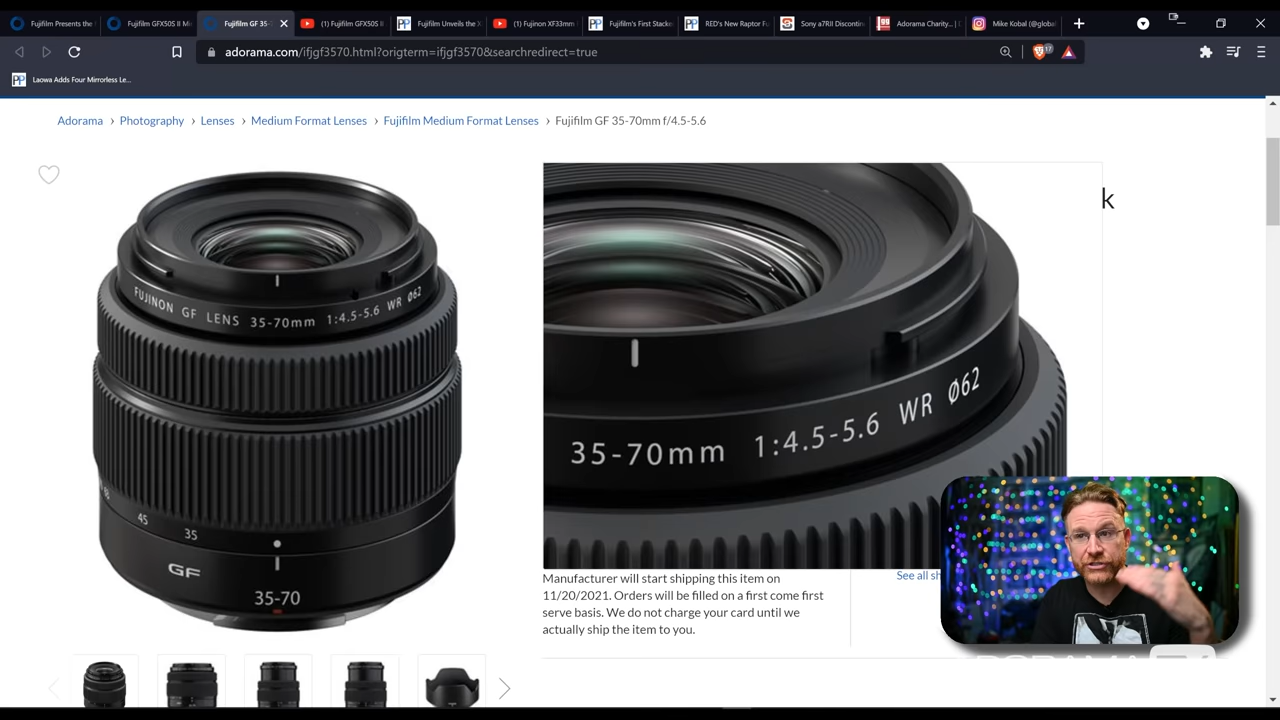 Fujifilm Presents the
Fujifilm GFX50S II Mi
Fujifilm GF 35-
(1) Fujifilm GFX50S II
Fujifilm Unveils the X
(1) Fujinon XF33mm
Fujifilm's First Stacke
RED's New Raptor Fu
Sony a7RII Discontin
Adorama Charity...
Mike Kobal (@global
adorama.com/ifjgf3570.html?origterm=ifjgf3570&searchredirect=true
17
PP
Laowa Adds Four Mirrorless Le...
Adorama › Photography › Lenses › Medium Format Lenses › Fujifilm Medium Format Lenses › Fujifilm GF 35-70mm f/4.5-5.6
k
FUJINON GF LENS 35-70mm 1:4.5-5.6 WR Ø62
45 35
GF
35-70
35-70mm 1:4.5-5.6 WR Ø62
Manufacturer will start shipping this item on
11/20/2021. Orders will be filled on a first come first
serve basis. We do not charge your card until we
actually ship the item to you.
See all sh